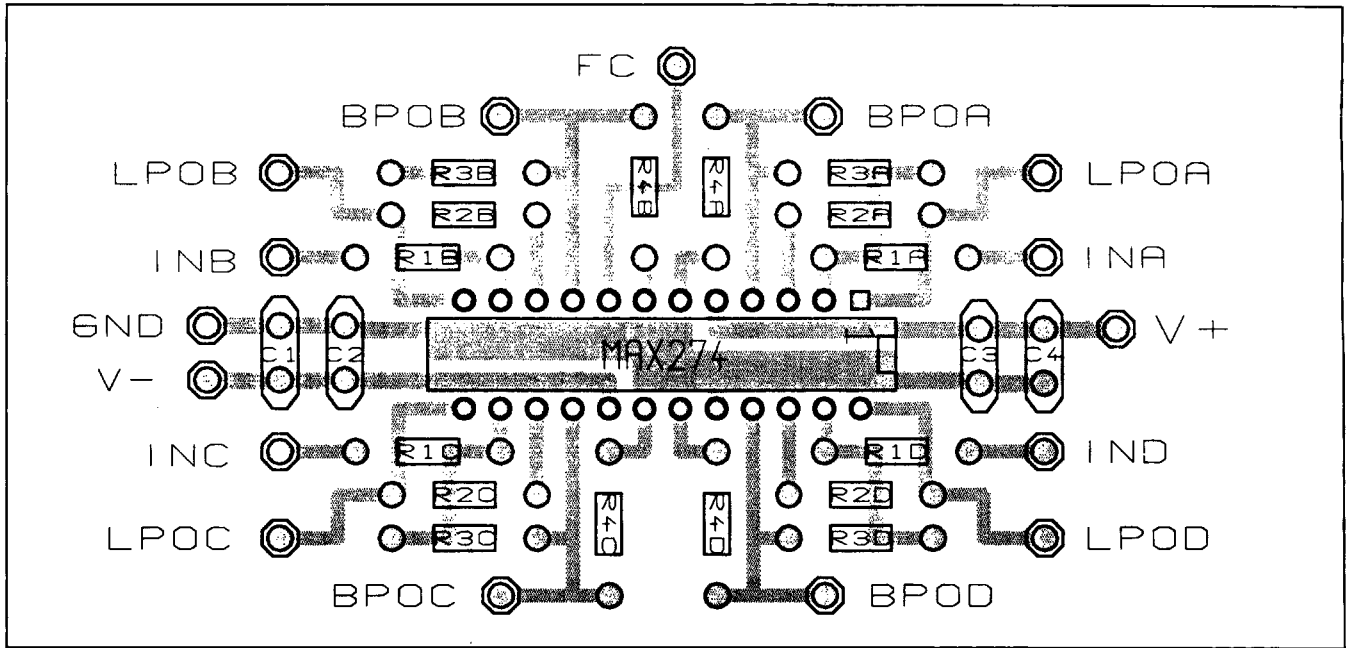 FC
BPOB
BPOA
LPOB
R3B
R4B
R4A
R3A
LPOA
R2B
R2A
INB
R1B
R1A
INA
GND
V+
C1
C2
MAX274
1
C3
C4
V-
INC
R1C
R1D
IND
R2C
R2D
LPOC
R3C
R4C
R4D
R3D
LPOD
BPOC
BPOD